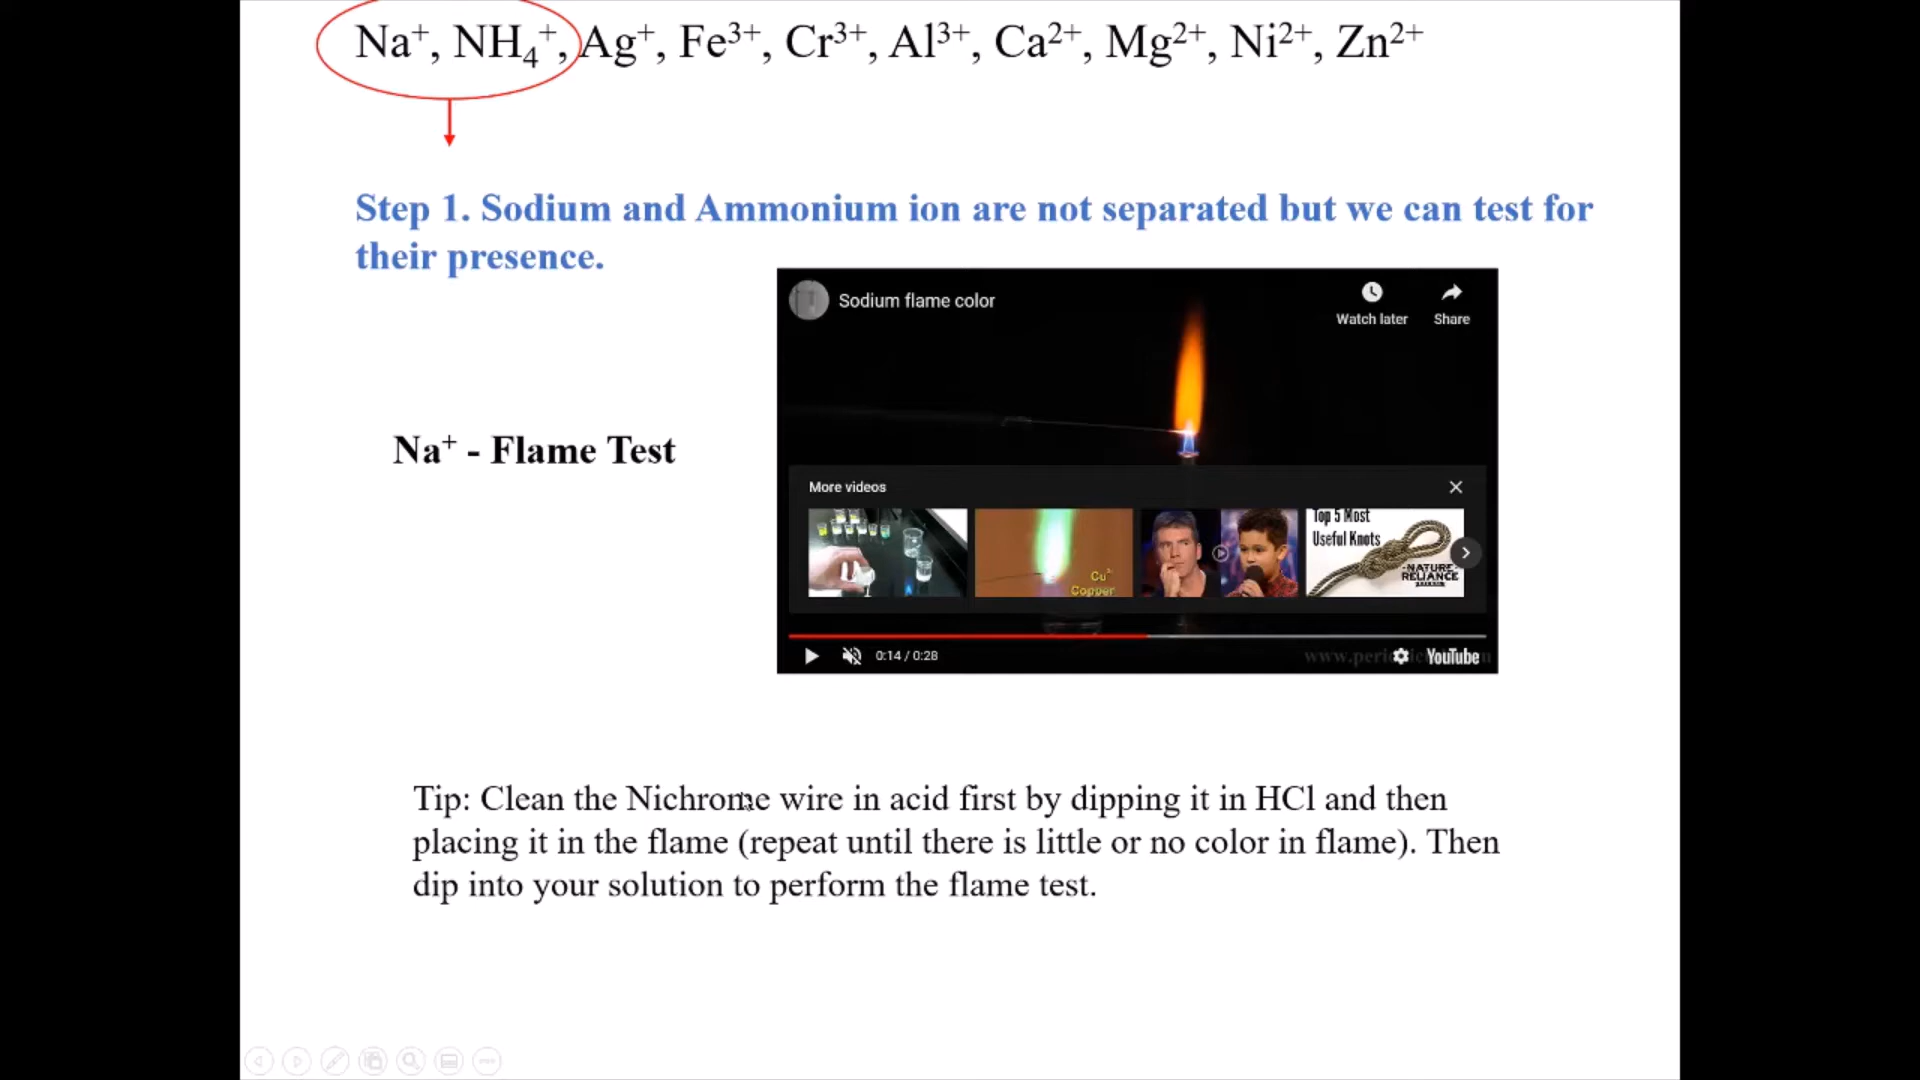 Na⁺, NH₄⁺, Ag⁺, Fe³⁺, Cr³⁺, Al³⁺, Ca²⁺, Mg²⁺, Ni²⁺, Zn²⁺
Step 1. Sodium and Ammonium ion are not separated but we can test for
their presence.
Sodium flame color
Watch later
Share
Na⁺ - Flame Test
More videos
Cu²⁺
Copper
Top 5 Most
Useful Knots
NATURE
RELIANCE
0:14 / 0:28
YouTube
Tip: Clean the Nichrome wire in acid first by dipping it in HCl and then
placing it in the flame (repeat until there is little or no color in flame). Then
dip into your solution to perform the flame test.